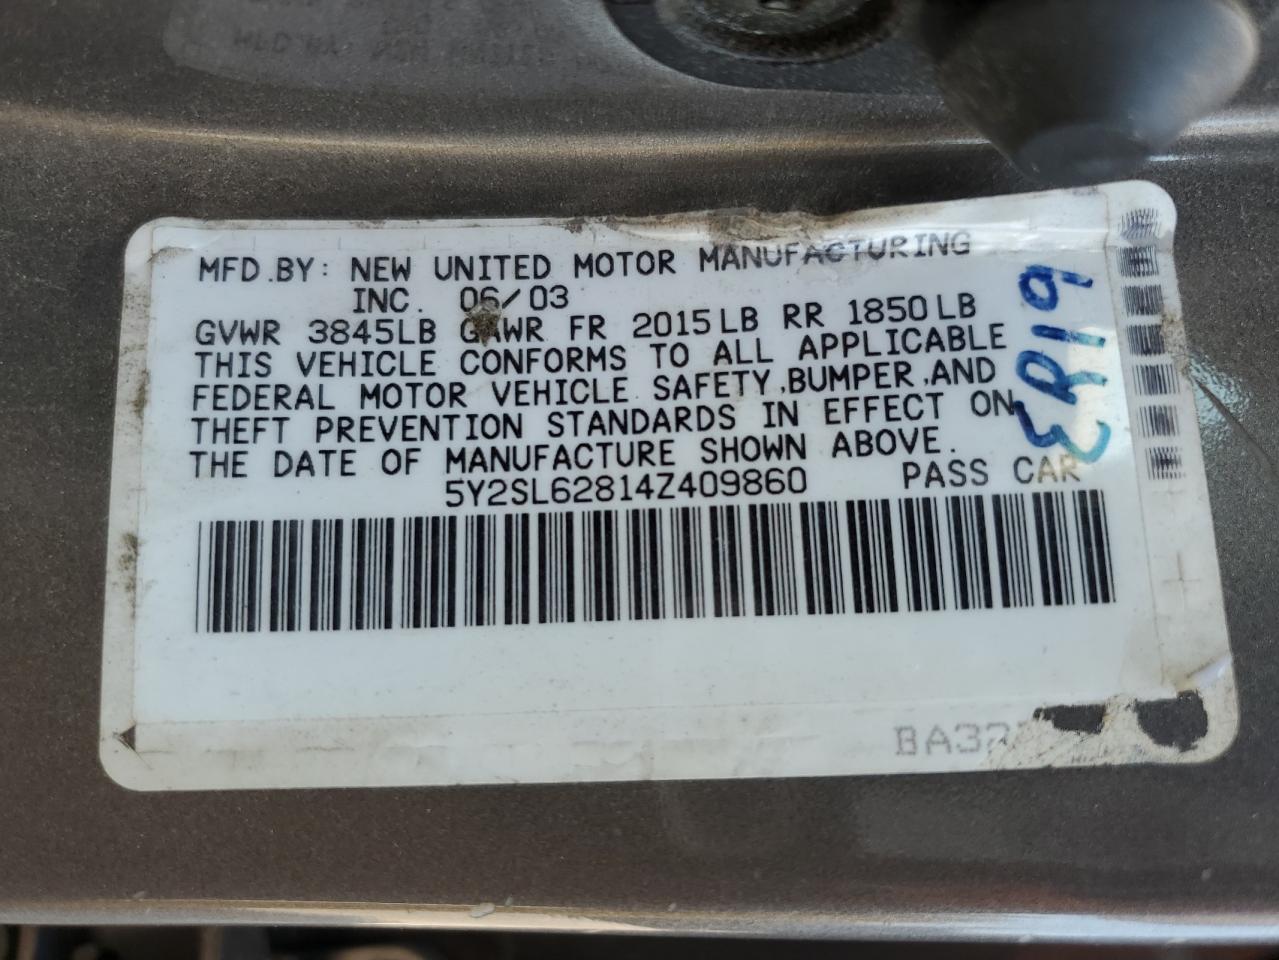 MFD.BY: NEW UNITED MOTOR MANUFACTURING
INC. 06/03
GVWR 3845LB GAWR FR 2015LB RR 1850LB
THIS VEHICLE CONFORMS TO ALL APPLICABLE
FEDERAL MOTOR VEHICLE SAFETY,BUMPER,AND
THEFT PREVENTION STANDARDS IN EFFECT ON
THE DATE OF MANUFACTURE SHOWN ABOVE.
5Y2SL62814Z409860 PASS CAR
ER19